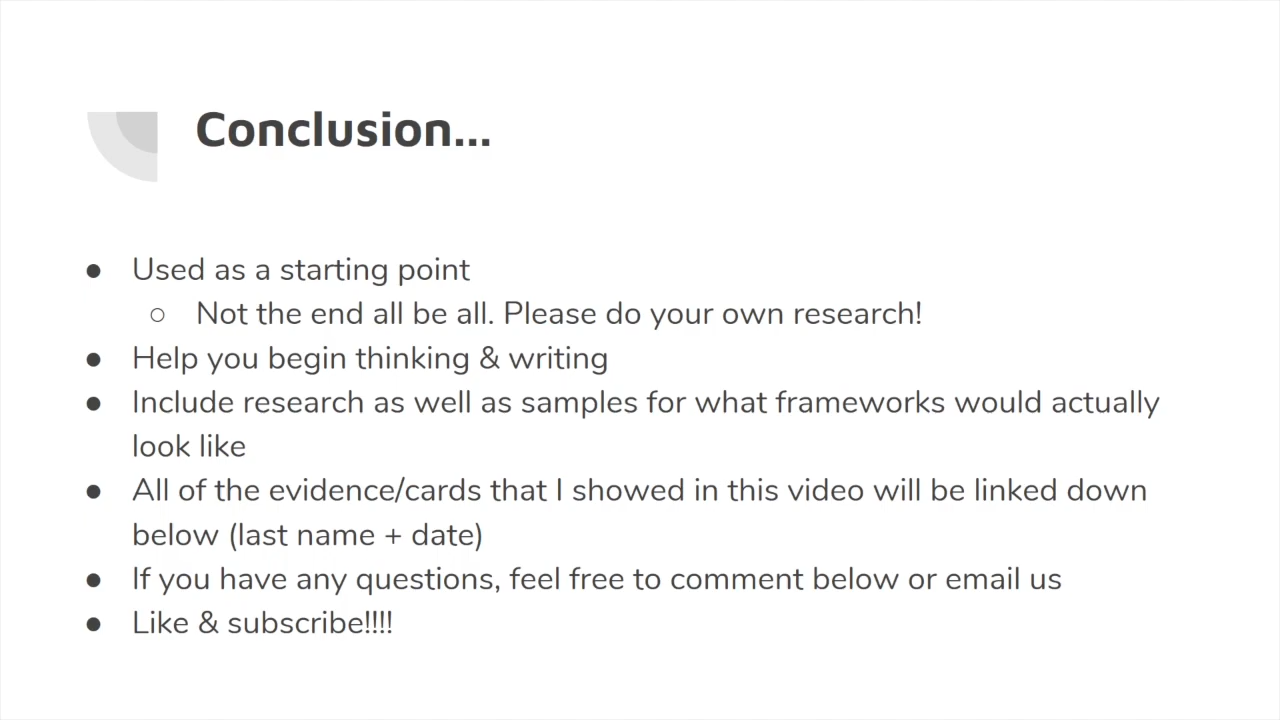 Conclusion...
● Used as a starting point
○ Not the end all be all. Please do your own research!
● Help you begin thinking & writing
● Include research as well as samples for what frameworks would actually
look like
● All of the evidence/cards that I showed in this video will be linked down
below (last name + date)
● If you have any questions, feel free to comment below or email us
● Like & subscribe!!!!